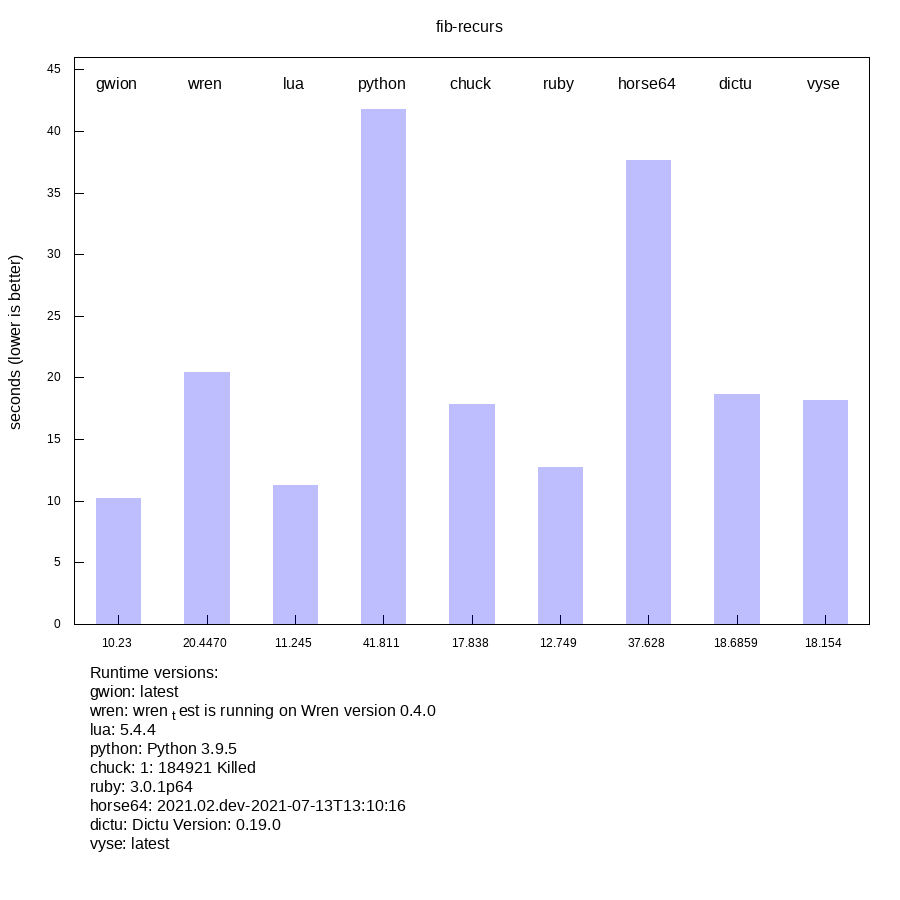 fib-recurs
45 gwion wren lua python chuck ruby horse64 dictu vyse
40
35
30
25
20
15
10
5
0
seconds (lower is better)
10.23 20.4470 11.245 41.811 17.838 12.749 37.628 18.6859 18.154
Runtime versions:
gwion: latest
wren: wren t est is running on Wren version 0.4.0
lua: 5.4.4
python: Python 3.9.5
chuck: 1: 184921 Killed
ruby: 3.0.1p64
horse64: 2021.02.dev-2021-07-13T13:10:16
dictu: Dictu Version: 0.19.0
vyse: latest